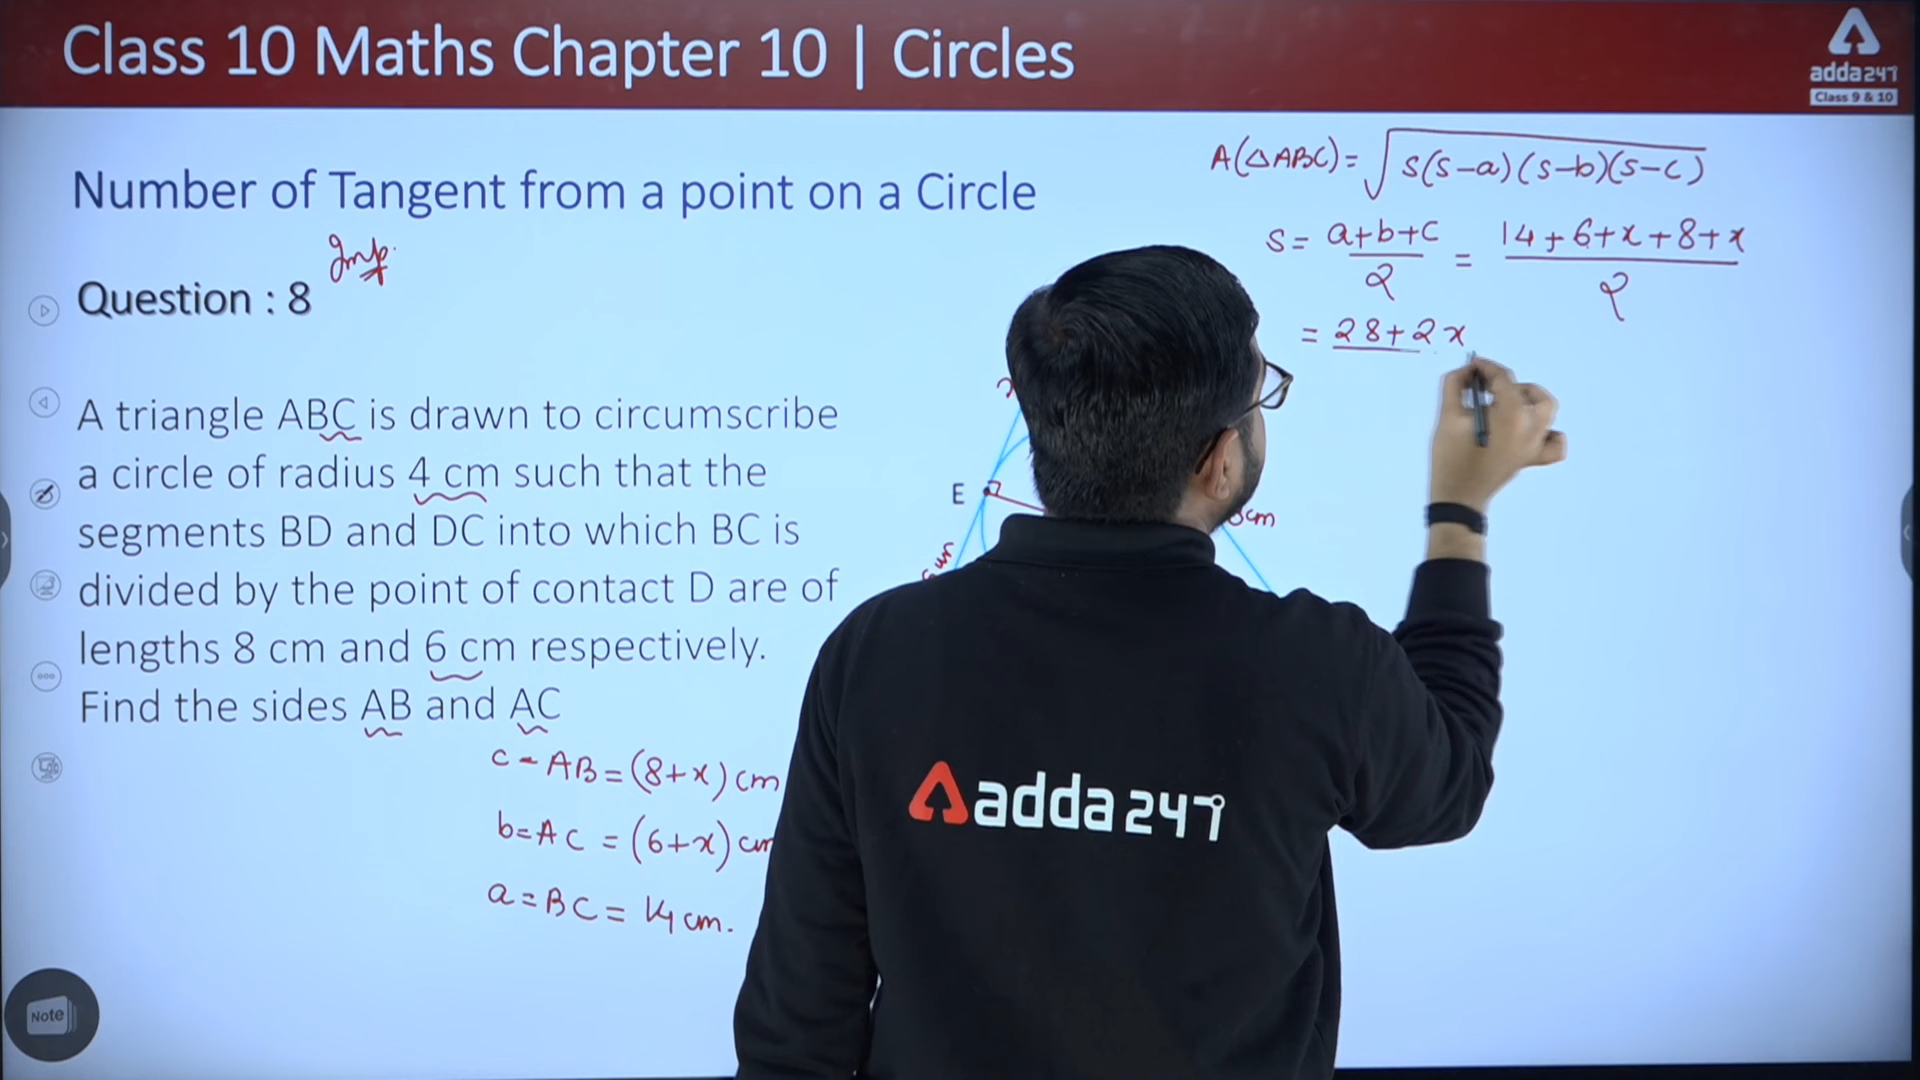 Class 10 Maths Chapter 10 | Circles
adda247
Class 9 & 10
Number of Tangent from a point on a Circle
Imp.
Question : 8
A triangle ABC is drawn to circumscribe
a circle of radius 4 cm such that the
segments BD and DC into which BC is
divided by the point of contact D are of
lengths 8 cm and 6 cm respectively.
Find the sides AB and AC
c - AB = (8+x) cm
b = AC = (6+x) cm
a = BC = 14 cm.
A(△ABC) = √s(s-a)(s-b)(s-c)
s = a+b+c/2 = 14+6+x+8+x/2
= 28+2x
E
cm
adda247
Note